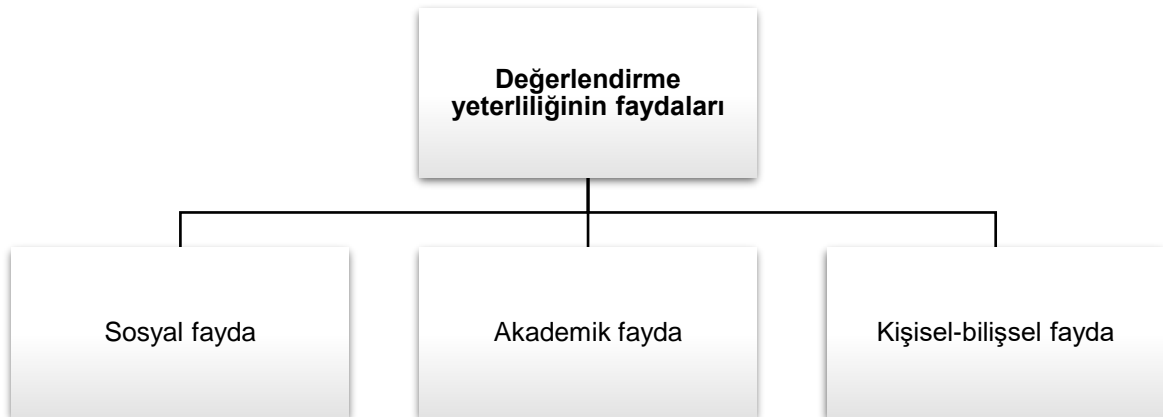 Değerlendirme
yeterliliğinin faydaları
Sosyal fayda
Akademik fayda
Kişisel-bilişsel fayda